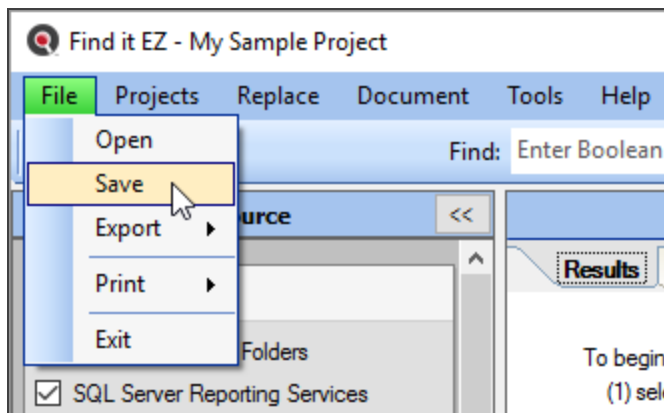 Find it EZ - My Sample Project
File Projects Replace Document Tools Help
Open
Find: Enter Boolean
Save
urce <<
Export
Results
Print
Folders
Exit
To begin
SQL Server Reporting Services
(1) sel